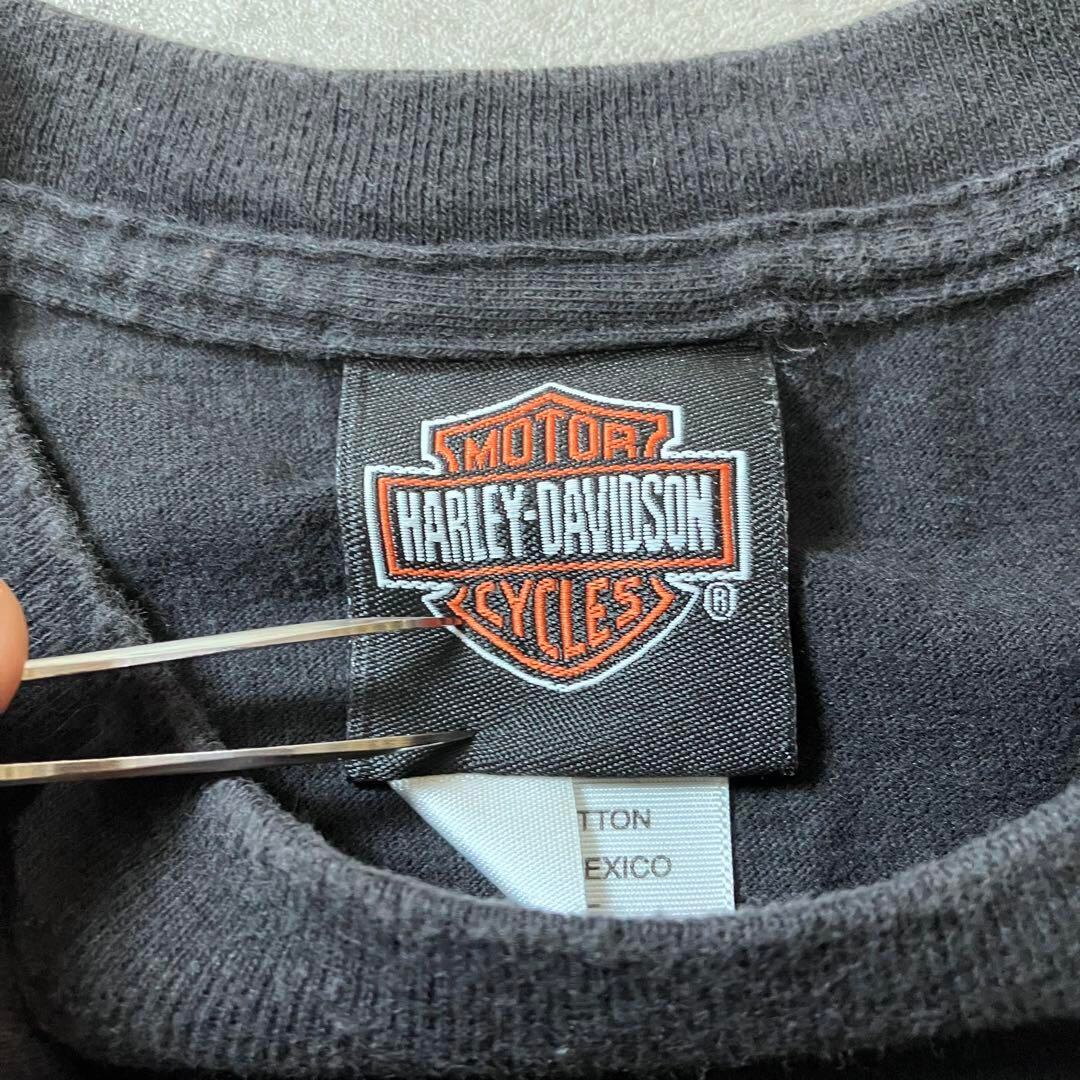 MOTOR
HARLEY-DAVIDSON
CYCLES
®
TTON
EXICO